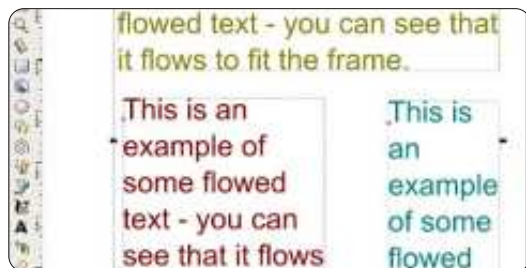 flowed text - you can see that
it flows to fit the frame.
This is an
example of
some flowed
text - you can
see that it flows
This is
an
example
of some
flowed